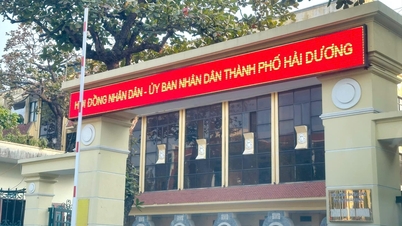 HỘI ĐỒNG NHÂN DÂN - ỦY BAN NHÂN DÂN THÀNH PHỐ HẢI DƯƠNG